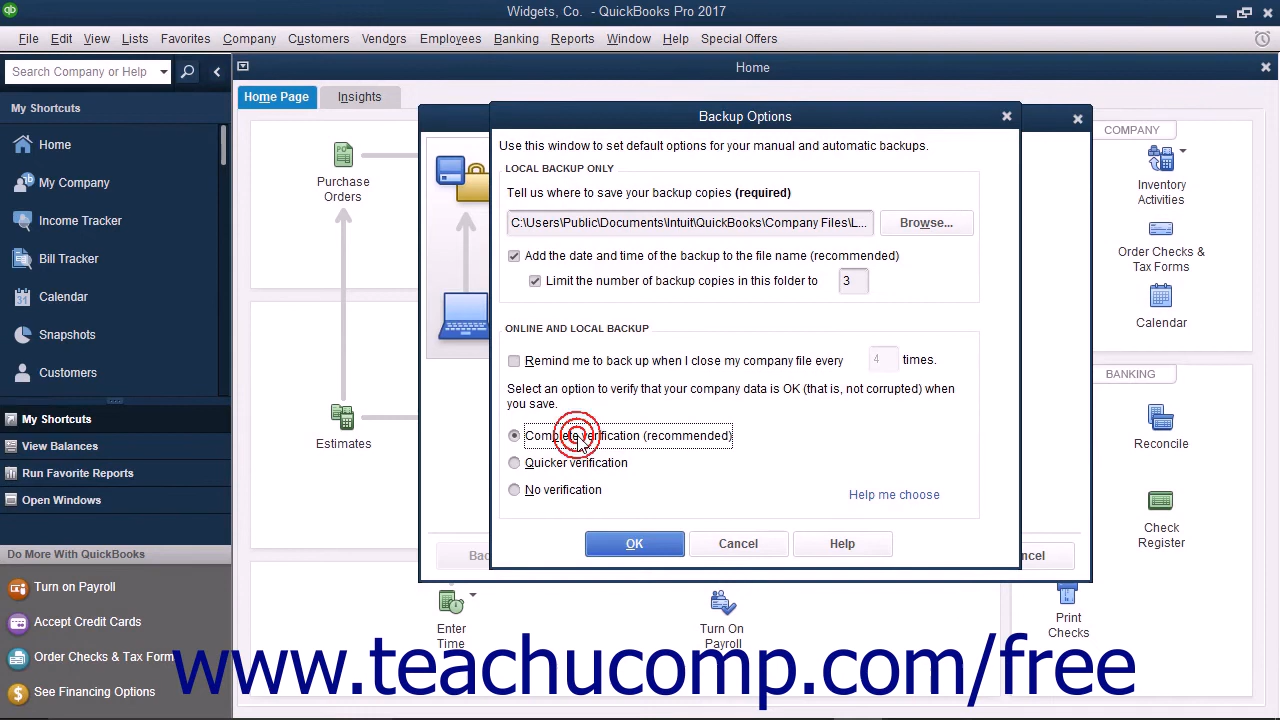 Widgets, Co. - QuickBooks Pro 2017
File Edit View Lists Favorites Company Customers Vendors Employees Banking Reports Window Help Special Offers
Search Company or Help
Home
My Shortcuts
Home
My Company
Income Tracker
Bill Tracker
Calendar
Snapshots
Customers
My Shortcuts
View Balances
Run Favorite Reports
Open Windows
Do More With QuickBooks
Turn on Payroll
Accept Credit Cards
Order Checks & Tax Form
See Financing Options
Home Page Insights
PO
Purchase
Orders
Estimates
Enter
Time
Turn On
Payroll
Backup Options
Use this window to set default options for your manual and automatic backups.
LOCAL BACKUP ONLY
Tell us where to save your backup copies (required)
C:\Users\Public\Documents\Intuit\QuickBooks\Company Files\L...
Browse...
Add the date and time of the backup to the file name (recommended)
Limit the number of backup copies in this folder to 3
ONLINE AND LOCAL BACKUP
Remind me to back up when I close my company file every 4 times.
Select an option to verify that your company data is OK (that is, not corrupted) when
you save.
Complete verification (recommended)
Quicker verification
No verification
Help me choose
OK Cancel Help
Bac
ncel
COMPANY
Inventory
Activities
Order Checks &
Tax Forms
Calendar
BANKING
Reconcile
Check
Register
Print
Checks
www.teachucomp.com/free